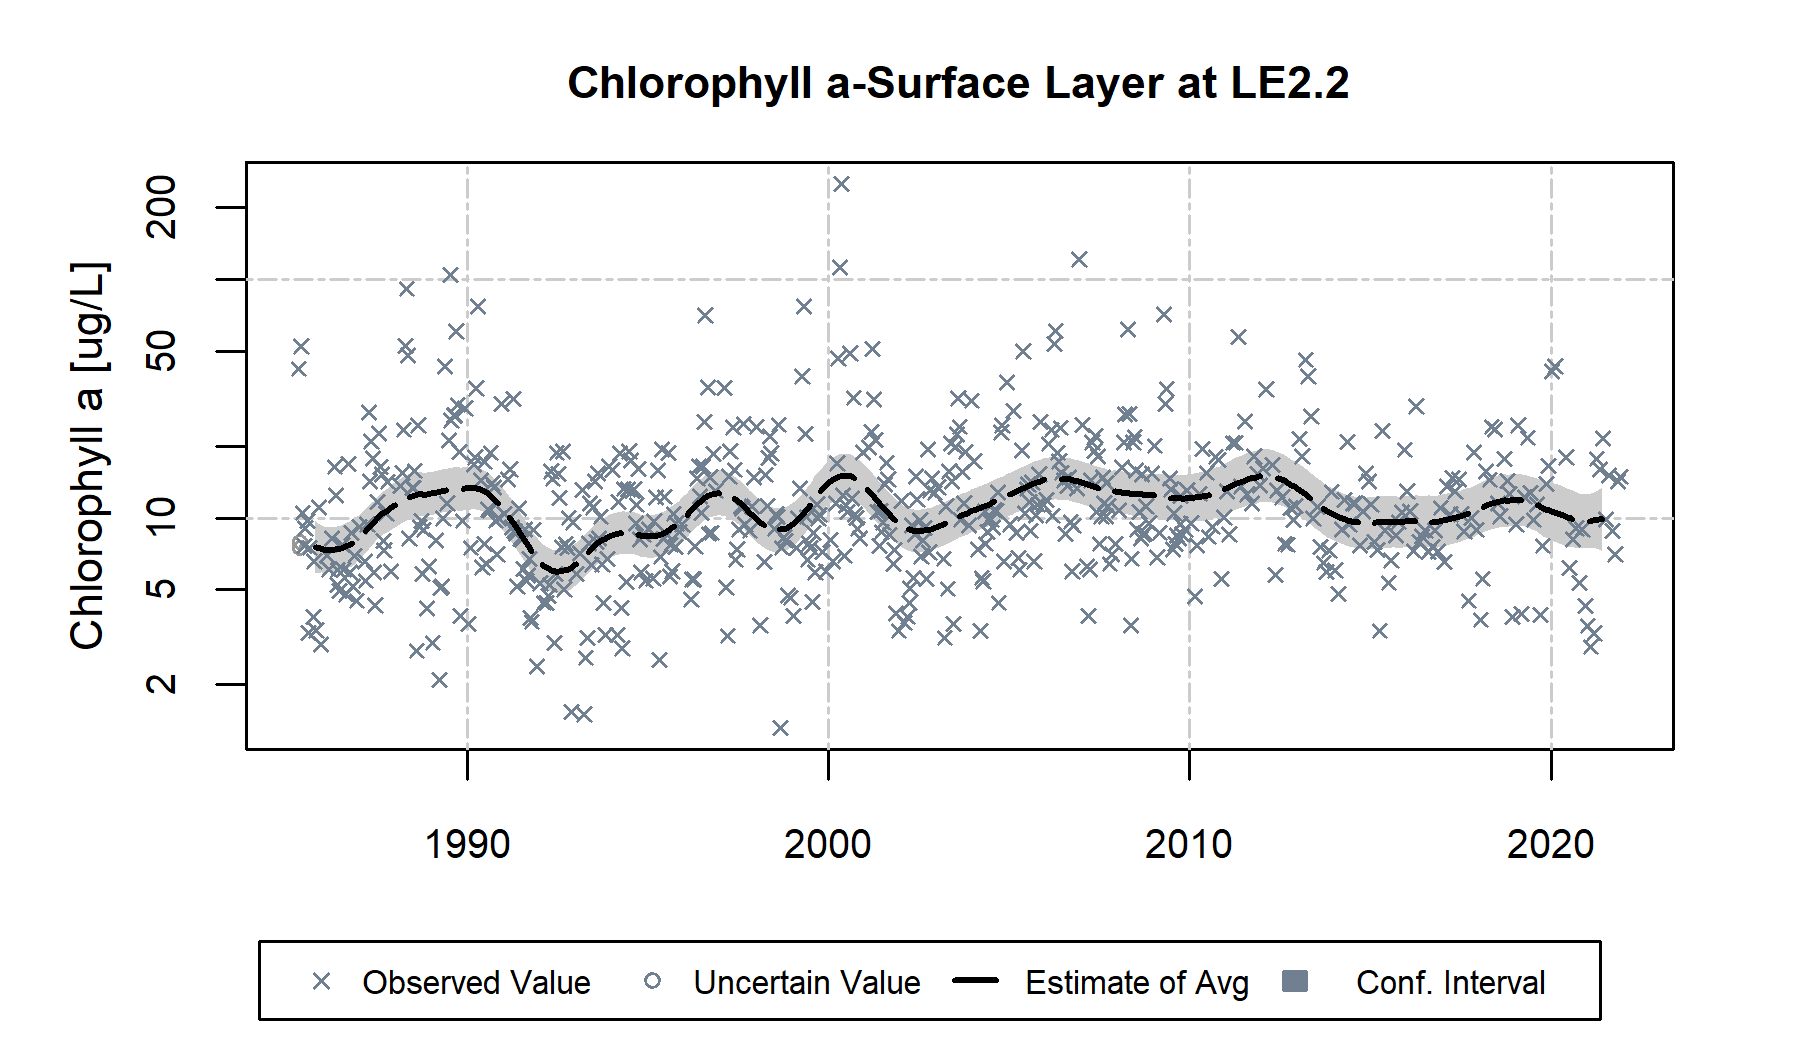 Chlorophyll a-Surface Layer at LE2.2
Chlorophyll a [ug/L]
200
50
10
5
2
1990 2000 2010 2020
Observed Value Uncertain Value Estimate of Avg Conf. Interval